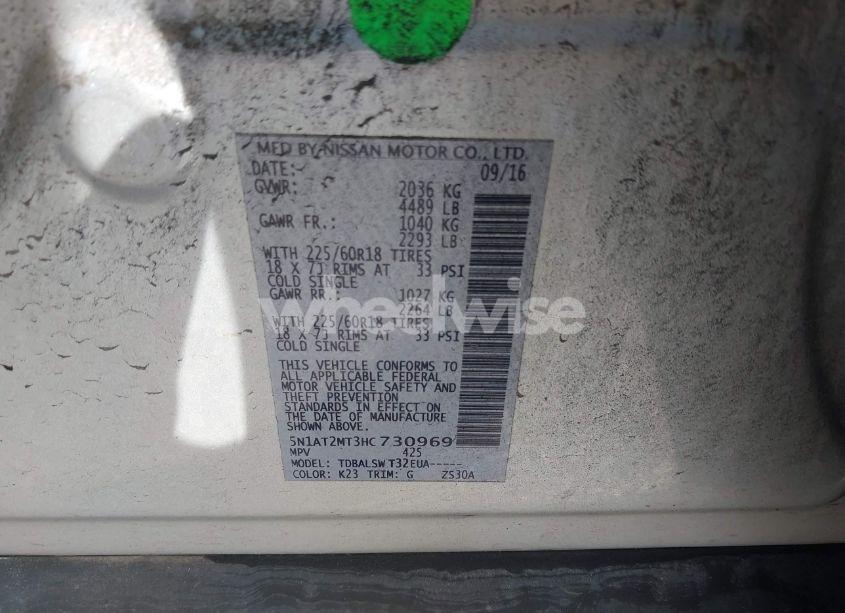 MFD BY NISSAN MOTOR CO., LTD.
DATE: 09/16
GVWR: 2036 KG
4489 LB
GAWR FR.: 1040 KG
2293 LB
WITH 225/60R18 TIRES
18 X 7J RIMS AT 33 PSI
COLD SINGLE
GAWR RR.: 1027 KG
2264 LB
WITH 225/60R18 TIRES
18 X 7J RIMS AT 33 PSI
COLD SINGLE
wheelwise
THIS VEHICLE CONFORMS TO
ALL APPLICABLE FEDERAL
MOTOR VEHICLE SAFETY AND
THEFT PREVENTION
STANDARDS IN EFFECT ON
THE DATE OF MANUFACTURE
SHOWN ABOVE.
5N1AT2MT3HC730969
MPV 425
MODEL: TDBALSW T32EUA-----
COLOR: K23 TRIM: G ZS30A